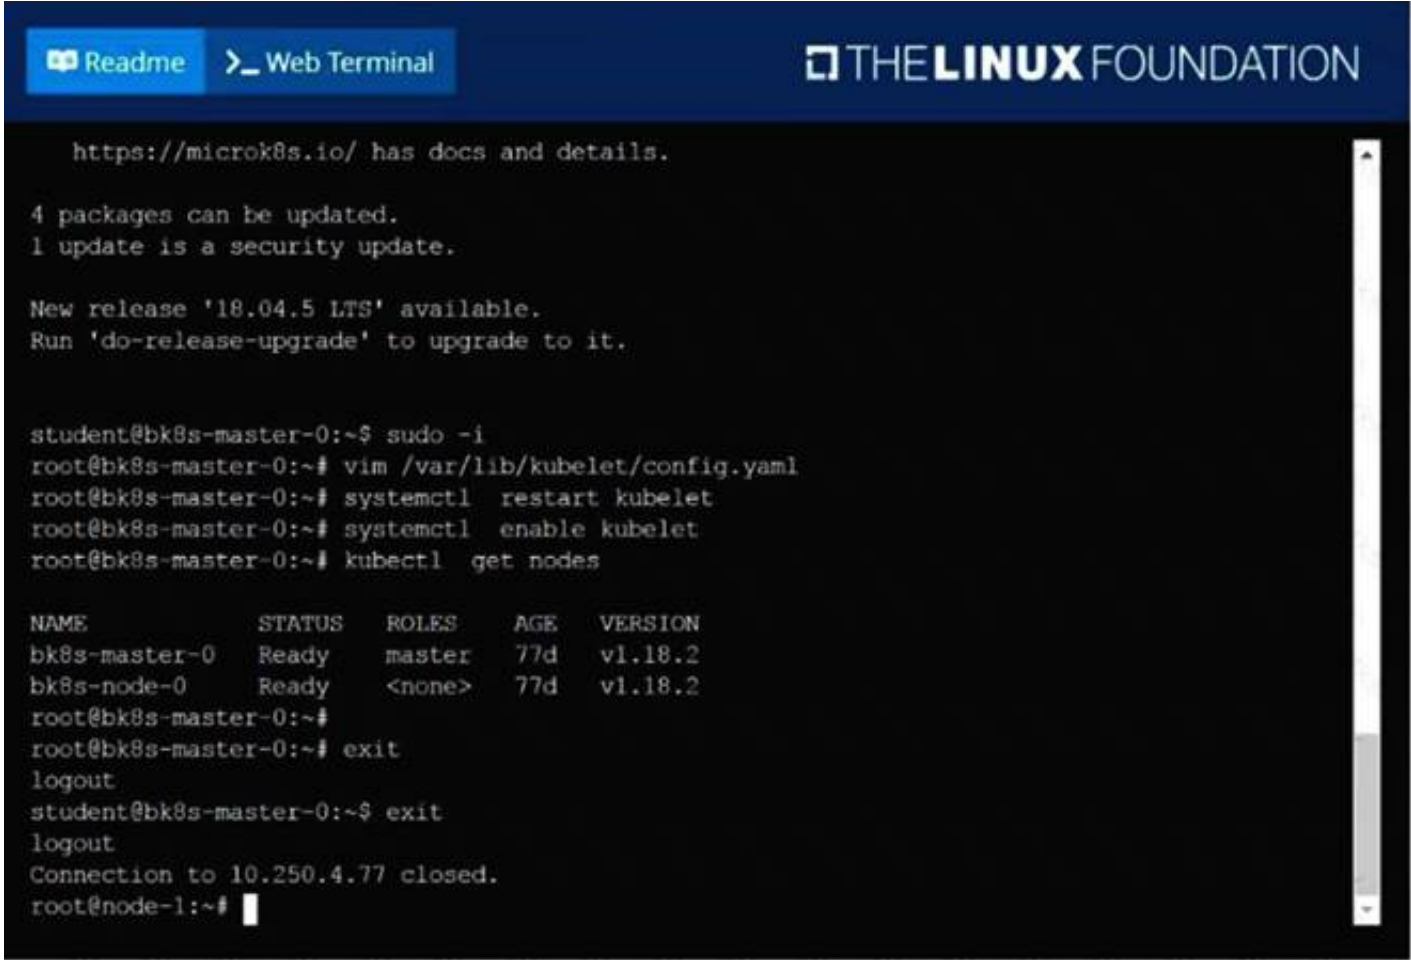 Readme
>_ Web Terminal
THE LINUX FOUNDATION
https://microk8s.io/ has docs and details.
4 packages can be updated.
1 update is a security update.
New release '18.04.5 LTS' available.
Run 'do-release-upgrade' to upgrade to it.
student@bk8s-master-0:~$ sudo -i
root@bk8s-master-0:~# vim /var/lib/kubelet/config.yaml
root@bk8s-master-0:~# systemctl  restart kubelet
root@bk8s-master-0:~# systemctl  enable kubelet
root@bk8s-master-0:~# kubectl  get nodes
NAME            STATUS   ROLES    AGE   VERSION
bk8s-master-0   Ready    master   77d   v1.18.2
bk8s-node-0     Ready    <none>   77d   v1.18.2
root@bk8s-master-0:~#
root@bk8s-master-0:~# exit
logout
student@bk8s-master-0:~$ exit
logout
Connection to 10.250.4.77 closed.
root@node-1:~#